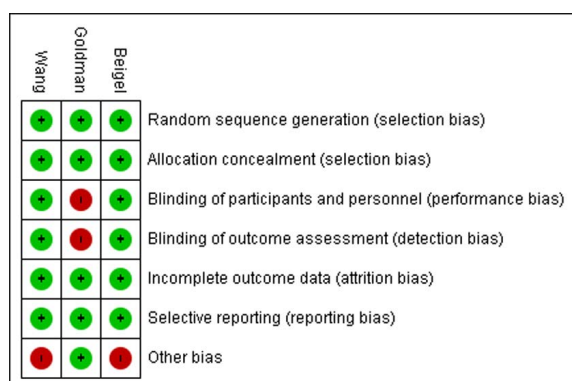 Wang Goldman Beigel
+ + + Random sequence generation (selection bias)
+ + + Allocation concealment (selection bias)
+ - + Blinding of participants and personnel (performance bias)
+ - + Blinding of outcome assessment (detection bias)
+ + + Incomplete outcome data (attrition bias)
+ + + Selective reporting (reporting bias)
- + - Other bias